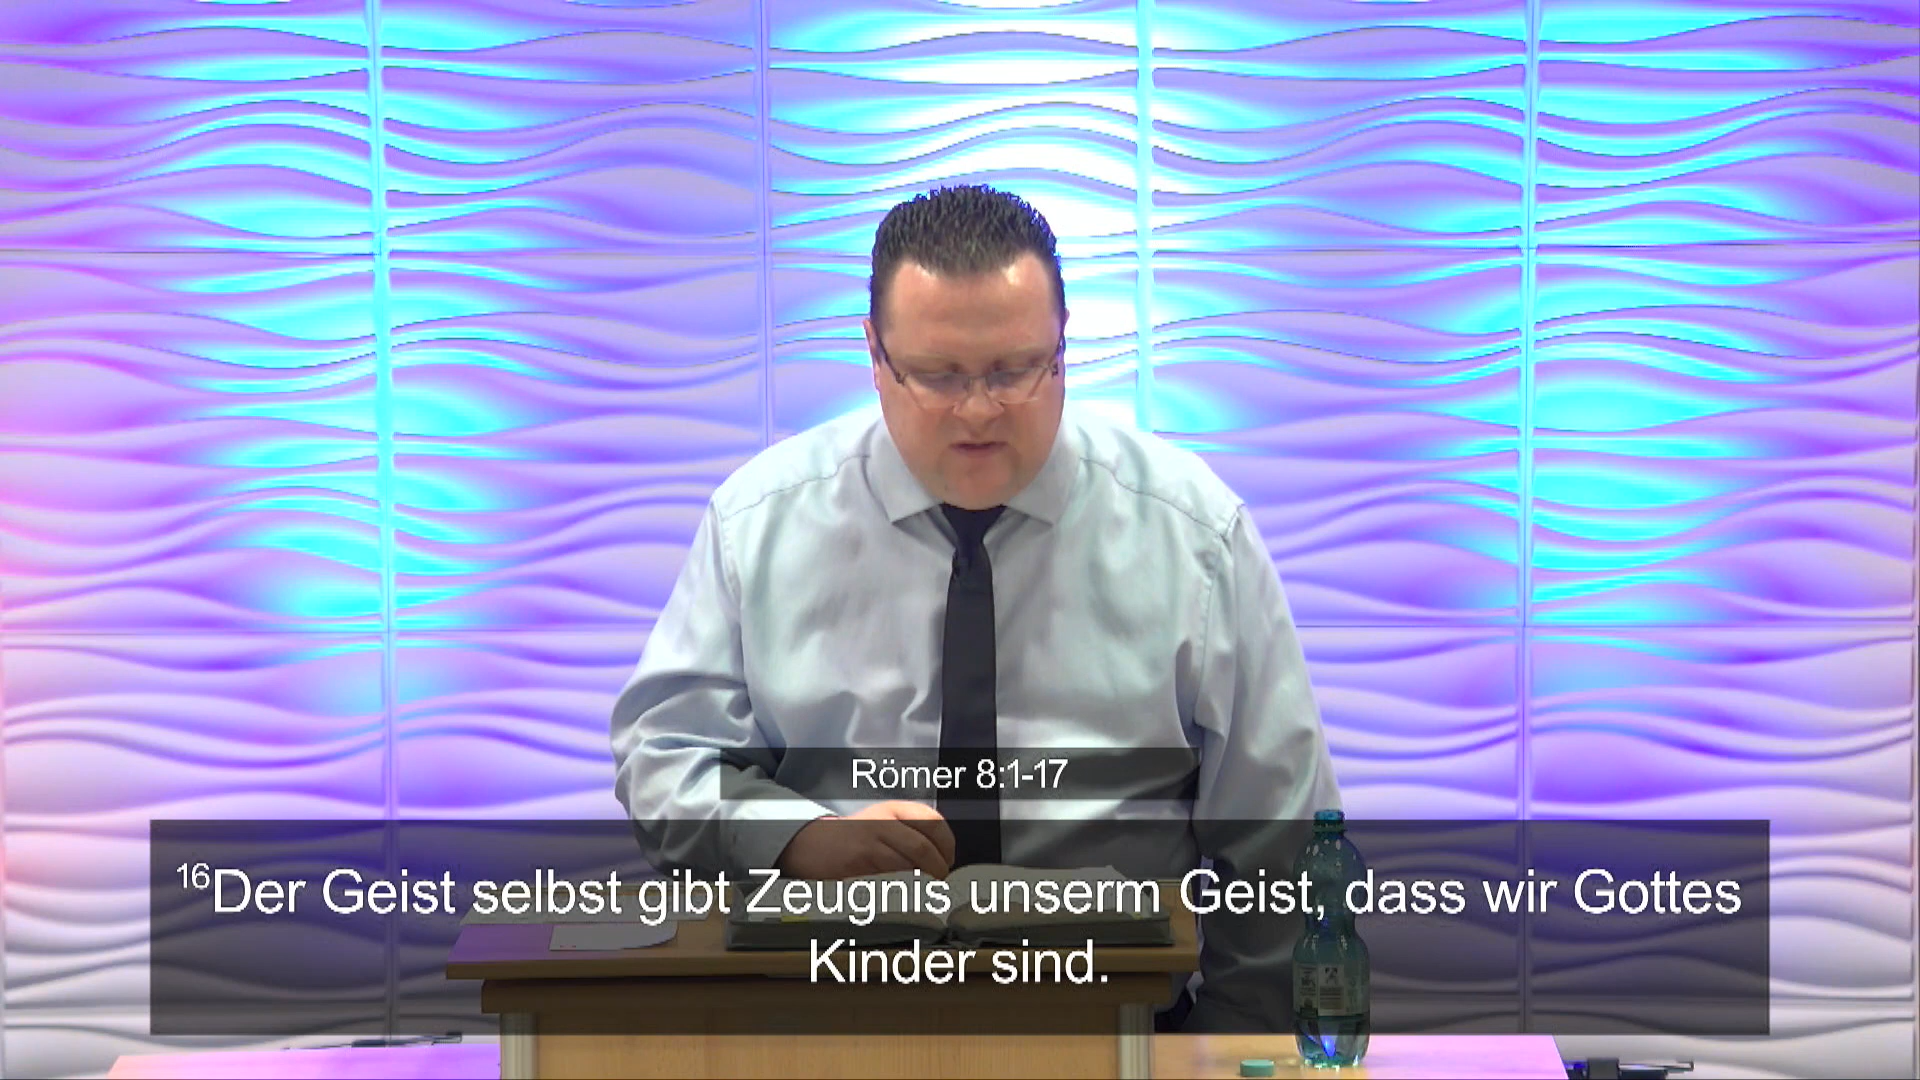 Römer 8:1-17
16Der Geist selbst gibt Zeugnis unserm Geist, dass wir Gottes
Kinder sind.